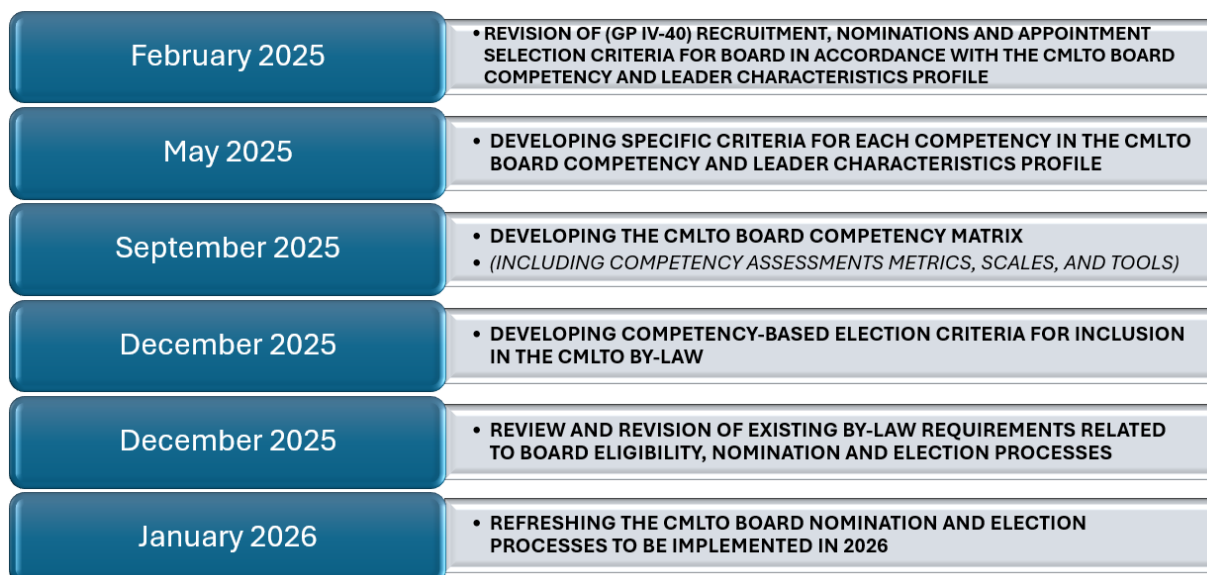 February 2025
• REVISION OF (GP IV-40) RECRUITMENT, NOMINATIONS AND APPOINTMENT
SELECTION CRITERIA FOR BOARD IN ACCORDANCE WITH THE CMLTO BOARD
COMPETENCY AND LEADER CHARACTERISTICS PROFILE
May 2025
• DEVELOPING SPECIFIC CRITERIA FOR EACH COMPETENCY IN THE CMLTO
BOARD COMPETENCY AND LEADER CHARACTERISTICS PROFILE
September 2025
• DEVELOPING THE CMLTO BOARD COMPETENCY MATRIX
• (INCLUDING COMPETENCY ASSESSMENTS METRICS, SCALES, AND TOOLS)
December 2025
• DEVELOPING COMPETENCY-BASED ELECTION CRITERIA FOR INCLUSION
IN THE CMLTO BY-LAW
December 2025
• REVIEW AND REVISION OF EXISTING BY-LAW REQUIREMENTS RELATED
TO BOARD ELIGIBILITY, NOMINATION AND ELECTION PROCESSES
January 2026
• REFRESHING THE CMLTO BOARD NOMINATION AND ELECTION
PROCESSES TO BE IMPLEMENTED IN 2026